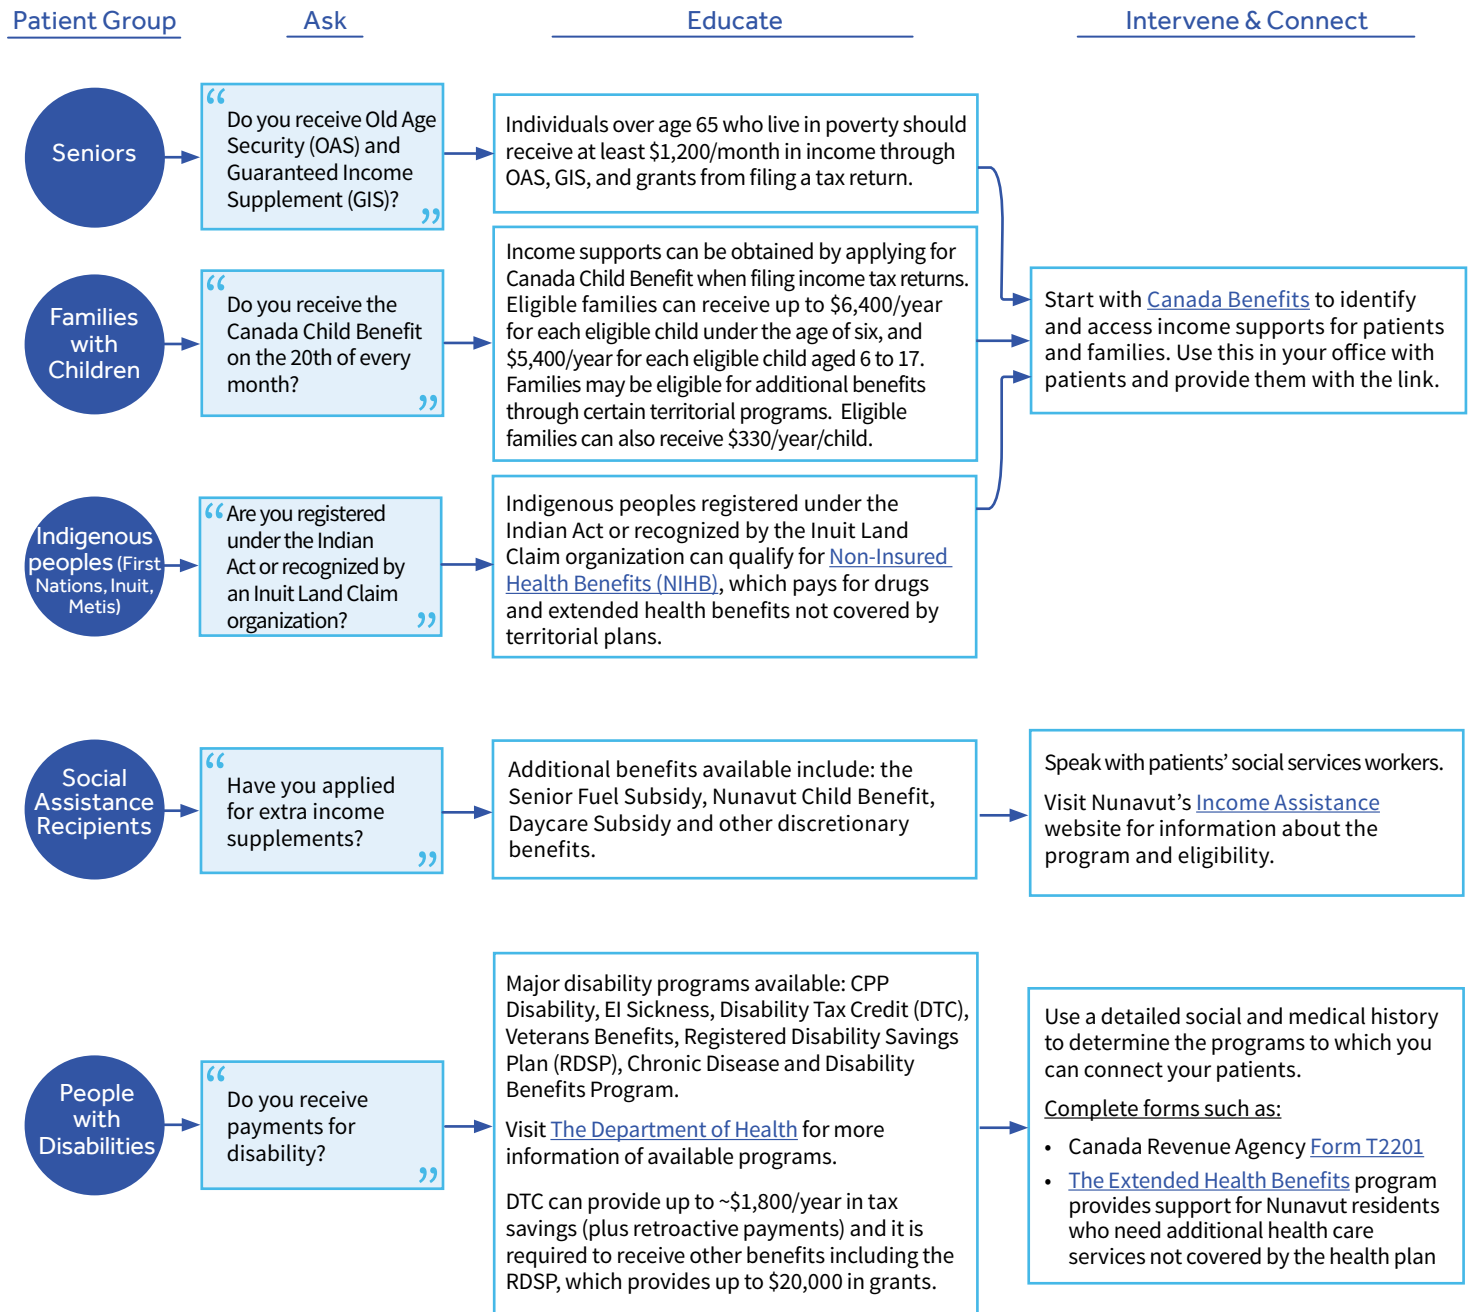 Patient Group
Ask
Educate
Intervene & Connect
Seniors
“
Do you receive Old Age
Security (OAS) and
Guaranteed Income
Supplement (GIS)?
”
Individuals over age 65 who live in poverty should
receive at least $1,200/month in income through
OAS, GIS, and grants from filing a tax return.
Families
with
Children
“
Do you receive the
Canada Child Benefit
on the 20th of every
month?
”
Income supports can be obtained by applying for
Canada Child Benefit when filing income tax returns.
Eligible families can receive up to $6,400/year
for each eligible child under the age of six, and
$5,400/year for each eligible child aged 6 to 17.
Families may be eligible for additional benefits
through certain territorial programs. Eligible
families can also receive $330/year/child.
Indigenous
peoples (First
Nations, Inuit,
Metis)
“Are you registered
under the Indian
Act or recognized by
an Inuit Land Claim
organization? ”
Indigenous peoples registered under the
Indian Act or recognized by the Inuit Land
Claim organization can qualify for Non-Insured
Health Benefits (NIHB), which pays for drugs
and extended health benefits not covered by
territorial plans.
Start with Canada Benefits to identify
and access income supports for patients
and families. Use this in your office with
patients and provide them with the link.
Social
Assistance
Recipients
“
Have you applied
for extra income
supplements?
”
Additional benefits available include: the
Senior Fuel Subsidy, Nunavut Child Benefit,
Daycare Subsidy and other discretionary
benefits.
Speak with patients’ social services workers.
Visit Nunavut’s Income Assistance
website for information about the
program and eligibility.
People
with
Disabilities
“
Do you receive
payments for
disability?
”
Major disability programs available: CPP
Disability, EI Sickness, Disability Tax Credit (DTC),
Veterans Benefits, Registered Disability Savings
Plan (RDSP), Chronic Disease and Disability
Benefits Program.
Visit The Department of Health for more
information of available programs.
DTC can provide up to ~$1,800/year in tax
savings (plus retroactive payments) and it is
required to receive other benefits including the
RDSP, which provides up to $20,000 in grants.
Use a detailed social and medical history
to determine the programs to which you
can connect your patients.
Complete forms such as:
• Canada Revenue Agency Form T2201
• The Extended Health Benefits program
provides support for Nunavut residents
who need additional health care
services not covered by the health plan